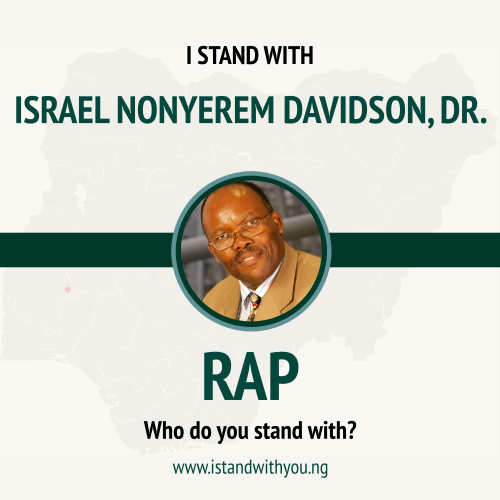 I STAND WITH
ISRAEL NONYEREM DAVIDSON, DR.
RAP
Who do you stand with?
www.istandwithyou.ng